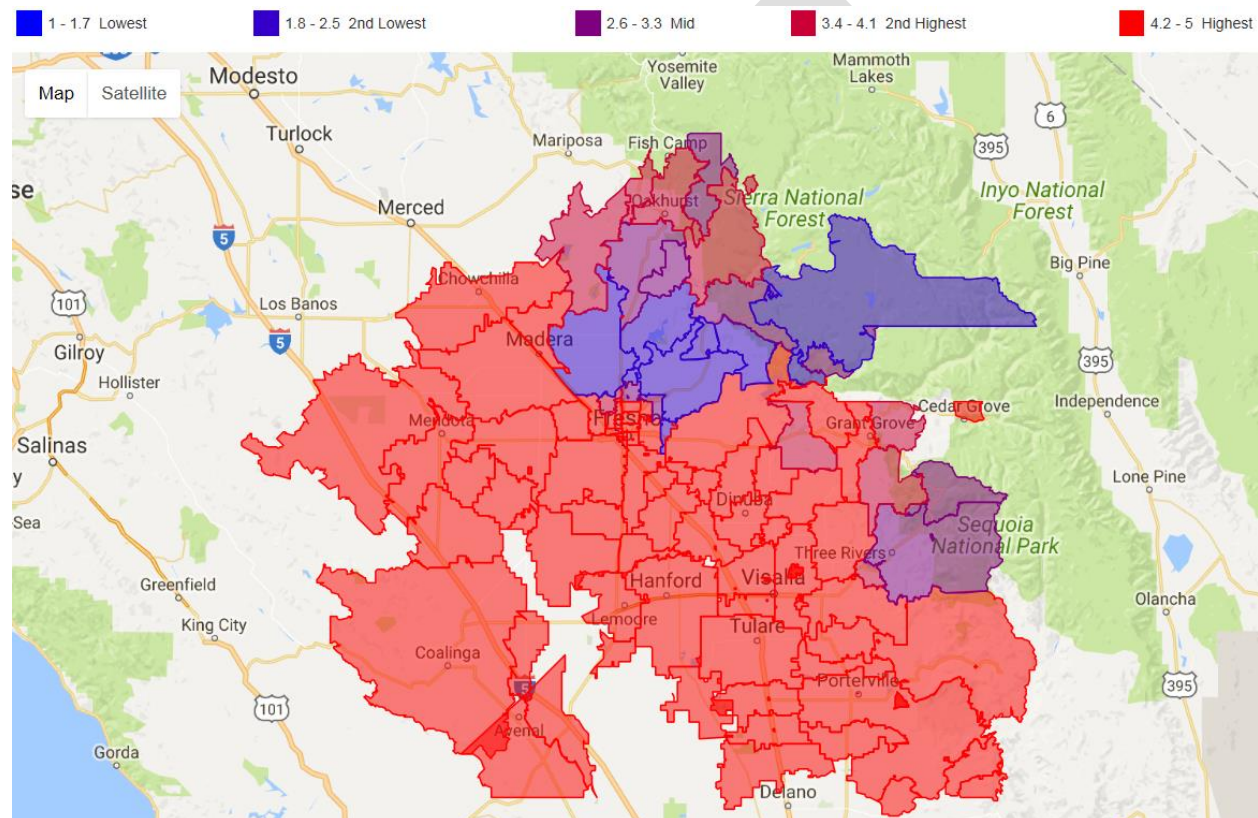 1 - 1.7 Lowest
1.8 - 2.5 2nd Lowest
2.6 - 3.3 Mid
3.4 - 4.1 2nd Highest
4.2 - 5 Highest
Map
Satellite
Modesto
Yosemite
Valley
Mammoth
Lakes
6
Turlock
Mariposa
Fish Camp
395
se
Merced
Oakhurst
Sierra National
Forest
Inyo National
Forest
5
Big Pine
101
Chowchilla
Los Banos
Gilroy
5
Madera
Hollister
395
Independence
Cedar Grove
Salinas
Mendota
Fresno
Grant Grove
y
Lone Pine
Sea
Dinuba
Sequoia
National Park
Three Rivers
Greenfield
Hanford
Visalia
Olancha
King City
Lemoore
Tulare
Coalinga
Porterville
5
395
101
Avenal
Gorda
Delano